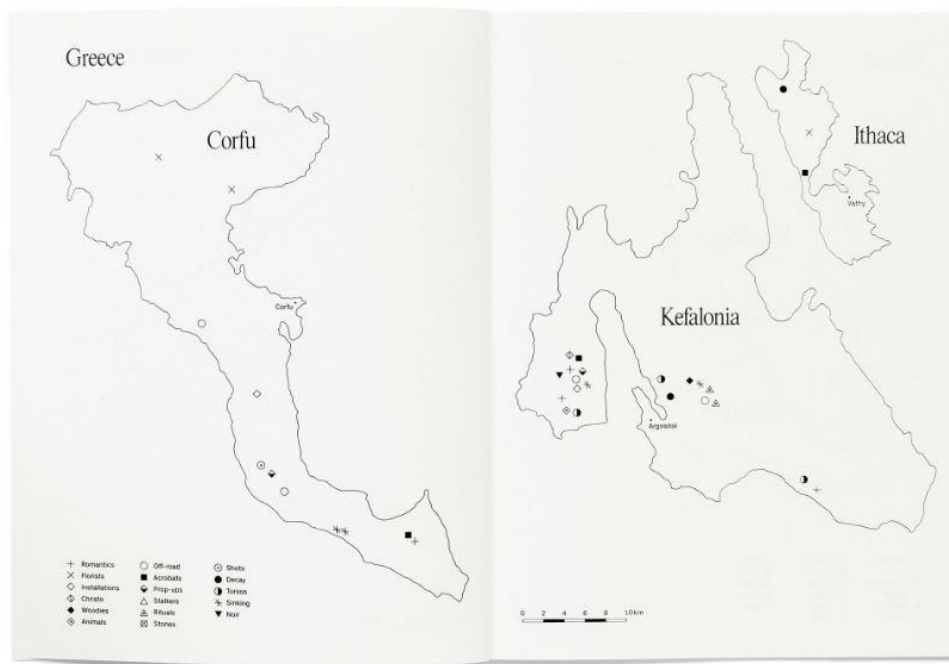 Greece
Corfu
Corfu
Ithaca
Vathy
Kefalonia
Argostoli
Romantics
Florists
Installations
Christo
Woodies
Animals
Off-road
Acrobats
Prop-ups
Stalkers
Rituals
Stones
Shots
Decay
Torsos
Sinking
Noir
0 2 4 6 8 10km